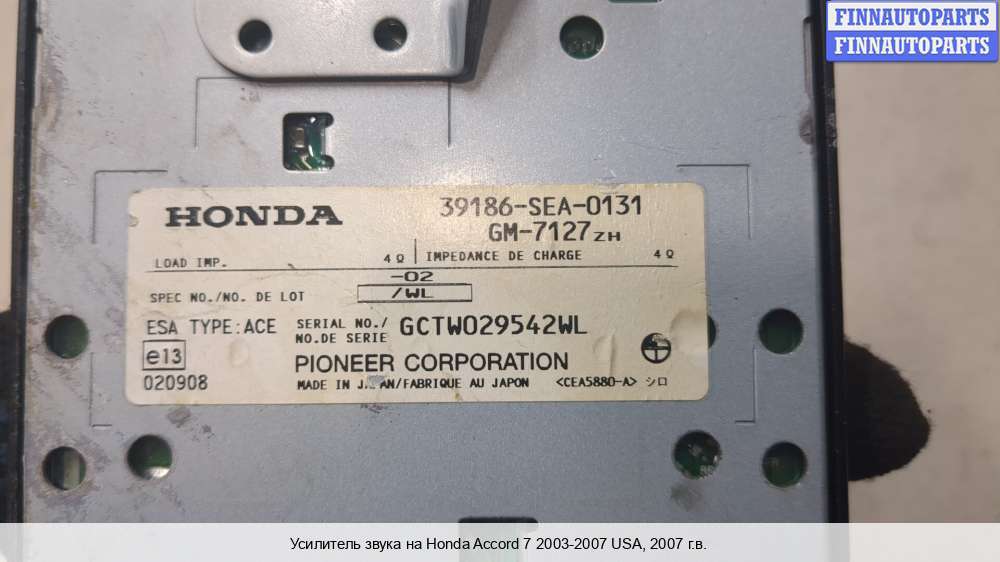 FINNAUTOPARTS
FINNAUTOPARTS
HONDA
39186-SEA-0131
GM-7127 ZH
LOAD IMP. 4Ω IMPEDANCE DE CHARGE 4Ω
-02
SPEC NO./NO. DE LOT /WL
ESA TYPE:ACE SERIAL NO./ GCTW029542WL
NO.DE SERIE
e13 PIONEER CORPORATION
020908 MADE IN JAPAN/FABRIQUE AU JAPON <CEA5880-A> シロ
Усилитель звука на Honda Accord 7 2003-2007 USA, 2007 г.в.